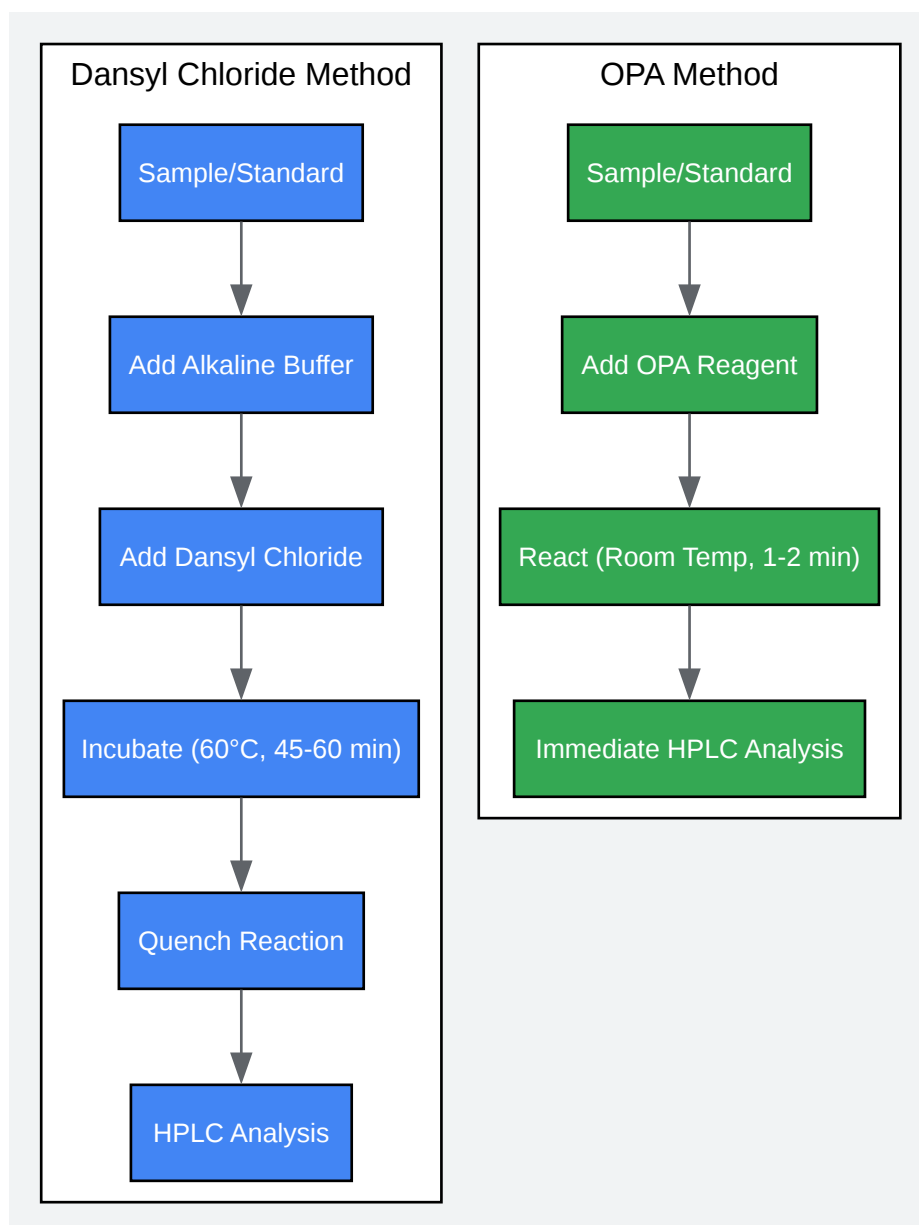 Dansyl Chloride Method
Sample/Standard
Add Alkaline Buffer
Add Dansyl Chloride
Incubate (60°C, 45-60 min)
Quench Reaction
HPLC Analysis
OPA Method
Sample/Standard
Add OPA Reagent
React (Room Temp, 1-2 min)
Immediate HPLC Analysis